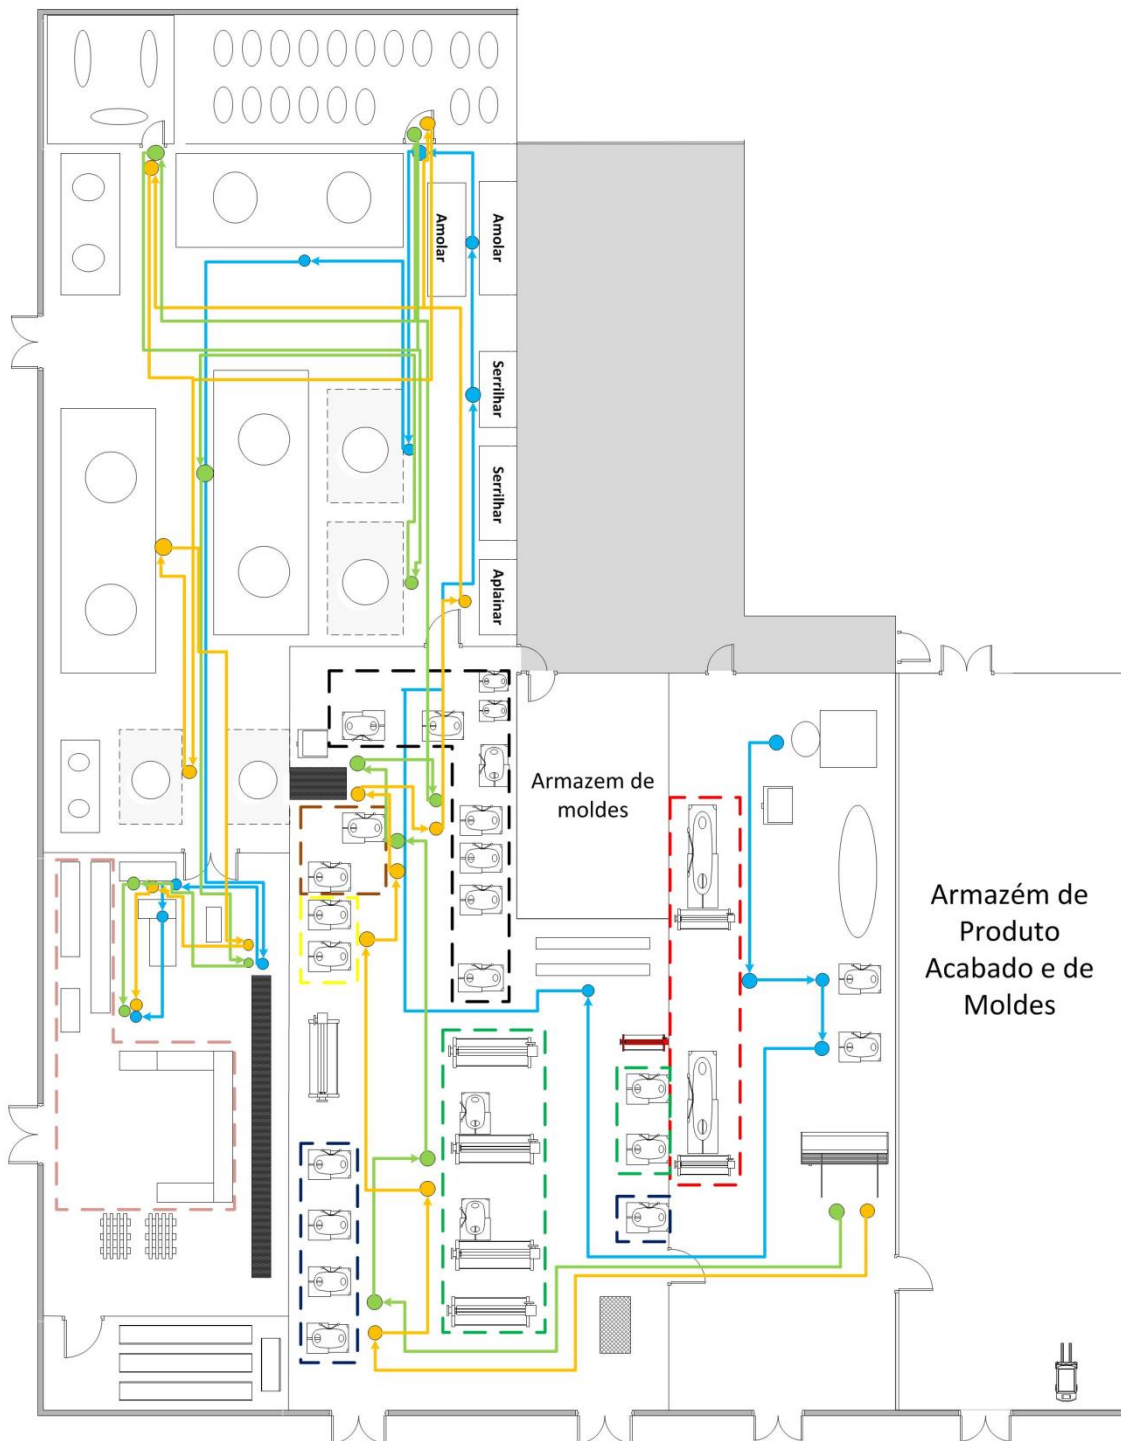 Amolar
Amolar
Serrilhar
Serrilhar
Aplainar
Armazem de
moldes
Armazém de
Produto
Acabado e de
Moldes